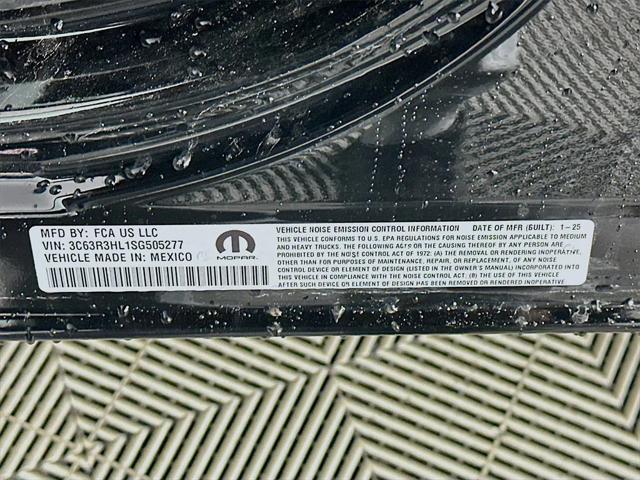 MFD BY: FCA US LLC
VIN: 3C63R3HL1SG505277
VEHICLE MADE IN: MEXICO
MOPAR
VEHICLE NOISE EMISSION CONTROL INFORMATION DATE OF MFR (BUILT): 1-25
THIS VEHICLE CONFORMS TO U.S. EPA REGULATIONS FOR NOISE EMISSION APPLICABLE TO MEDIUM
AND HEAVY TRUCKS. THE FOLLOWING ACTS OR THE CAUSING THEREOF BY ANY PERSON ARE
PROHIBITED BY THE NOISE CONTROL ACT OF 1972: (A) THE REMOVAL OR RENDERING INOPERATIVE,
OTHER THAN FOR PURPOSES OF MAINTENANCE, REPAIR, OR REPLACEMENT, OF ANY NOISE
CONTROL DEVICE OR ELEMENT OF DESIGN (LISTED IN THE OWNER'S MANUAL) INCORPORATED INTO
THIS VEHICLE IN COMPLIANCE WITH THE NOISE CONTROL ACT; (B) THE USE OF THIS VEHICLE
AFTER SUCH DEVICE OR ELEMENT OF DESIGN HAS BEEN REMOVED OR RENDERED INOPERATIVE